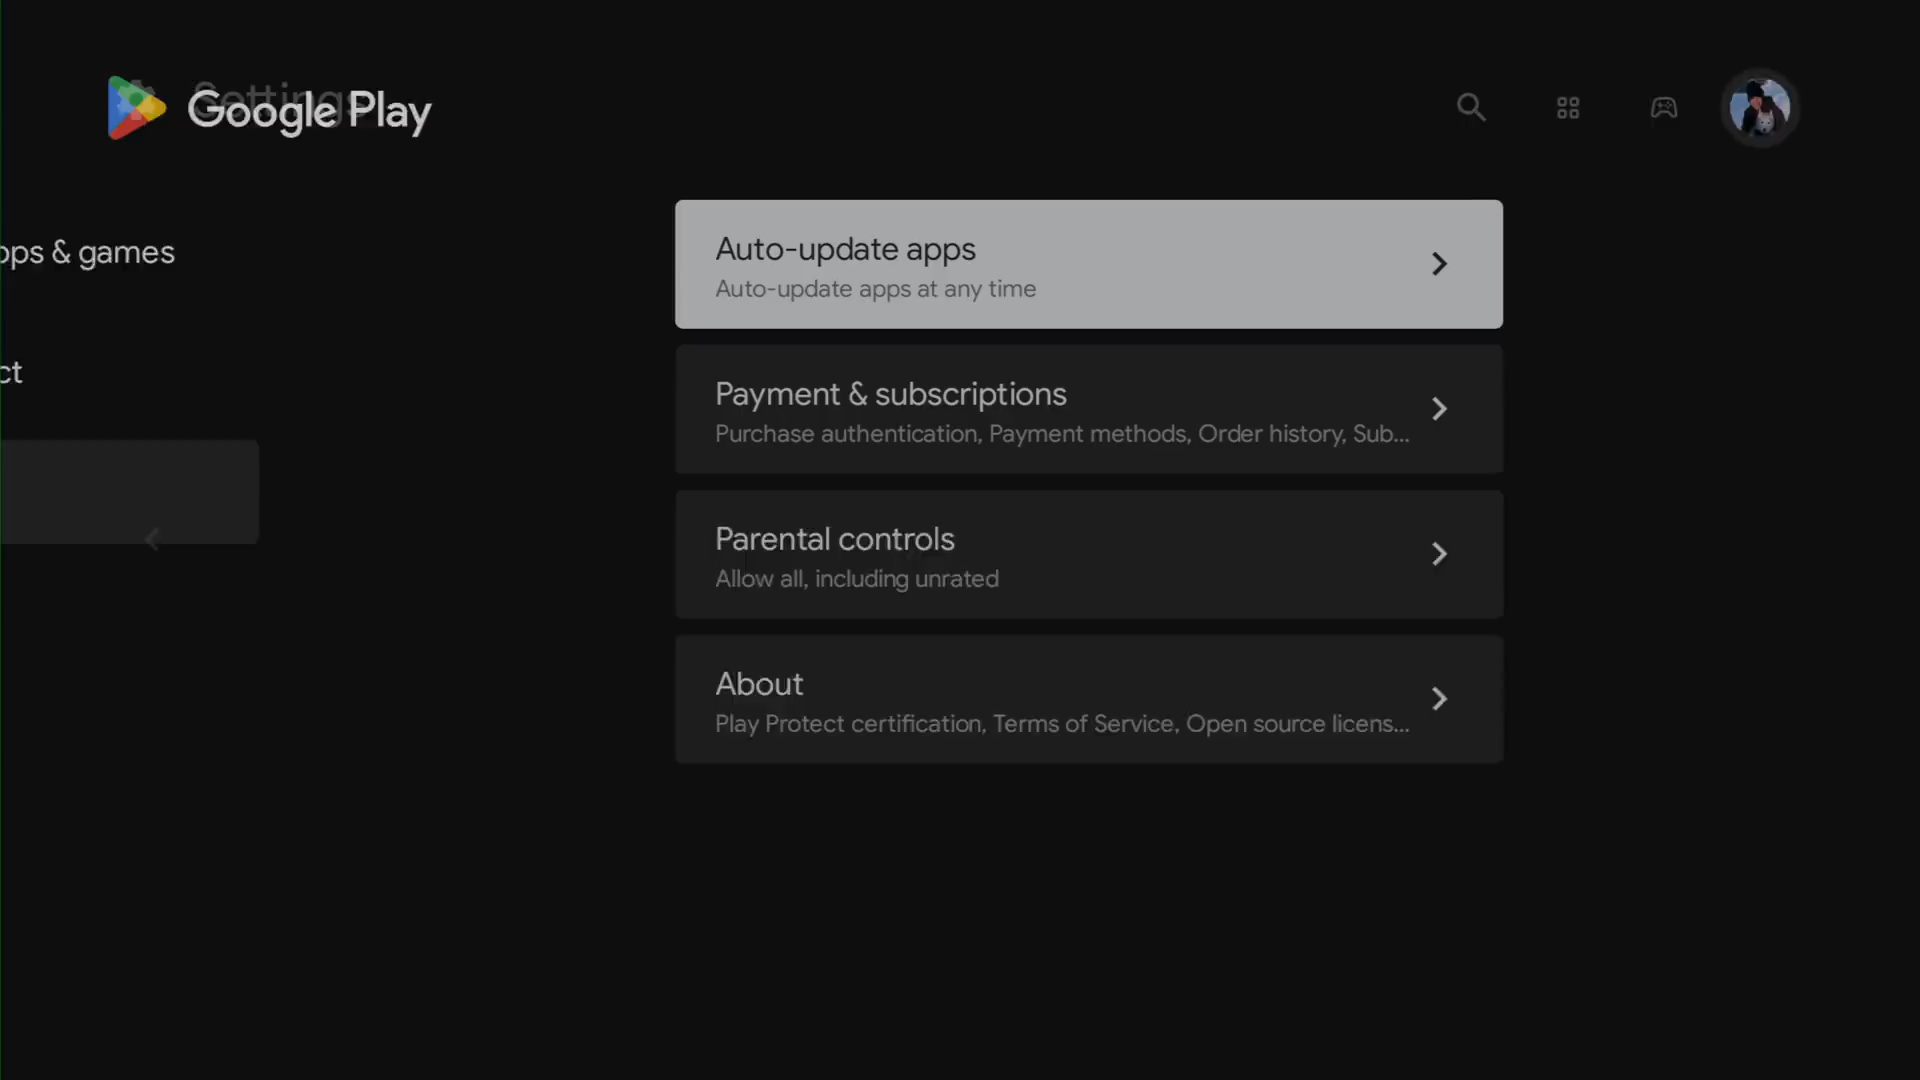 Settings
Google Play
ops & games
ct
Auto-update apps
Auto-update apps at any time
Payment & subscriptions
Purchase authentication, Payment methods, Order history, Sub...
Parental controls
Allow all, including unrated
About
Play Protect certification, Terms of Service, Open source licens...